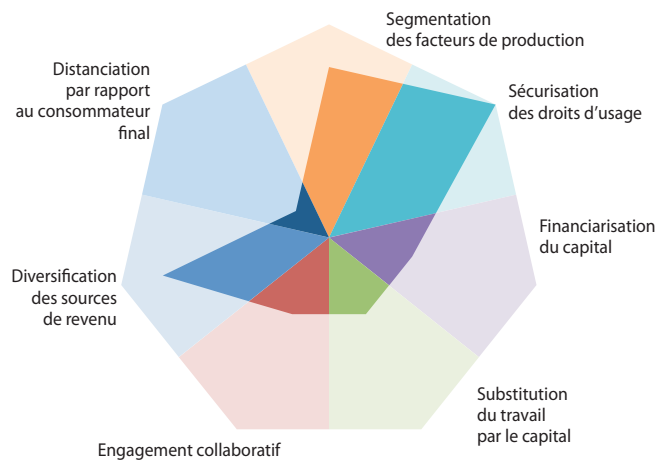 Segmentation
des facteurs de production
Sécurisation
des droits d'usage
Financiarisation
du capital
Substitution
du travail
par le capital
Engagement collaboratif
Diversification
des sources
de revenu
Distanciation
par rapport
au consommateur
final